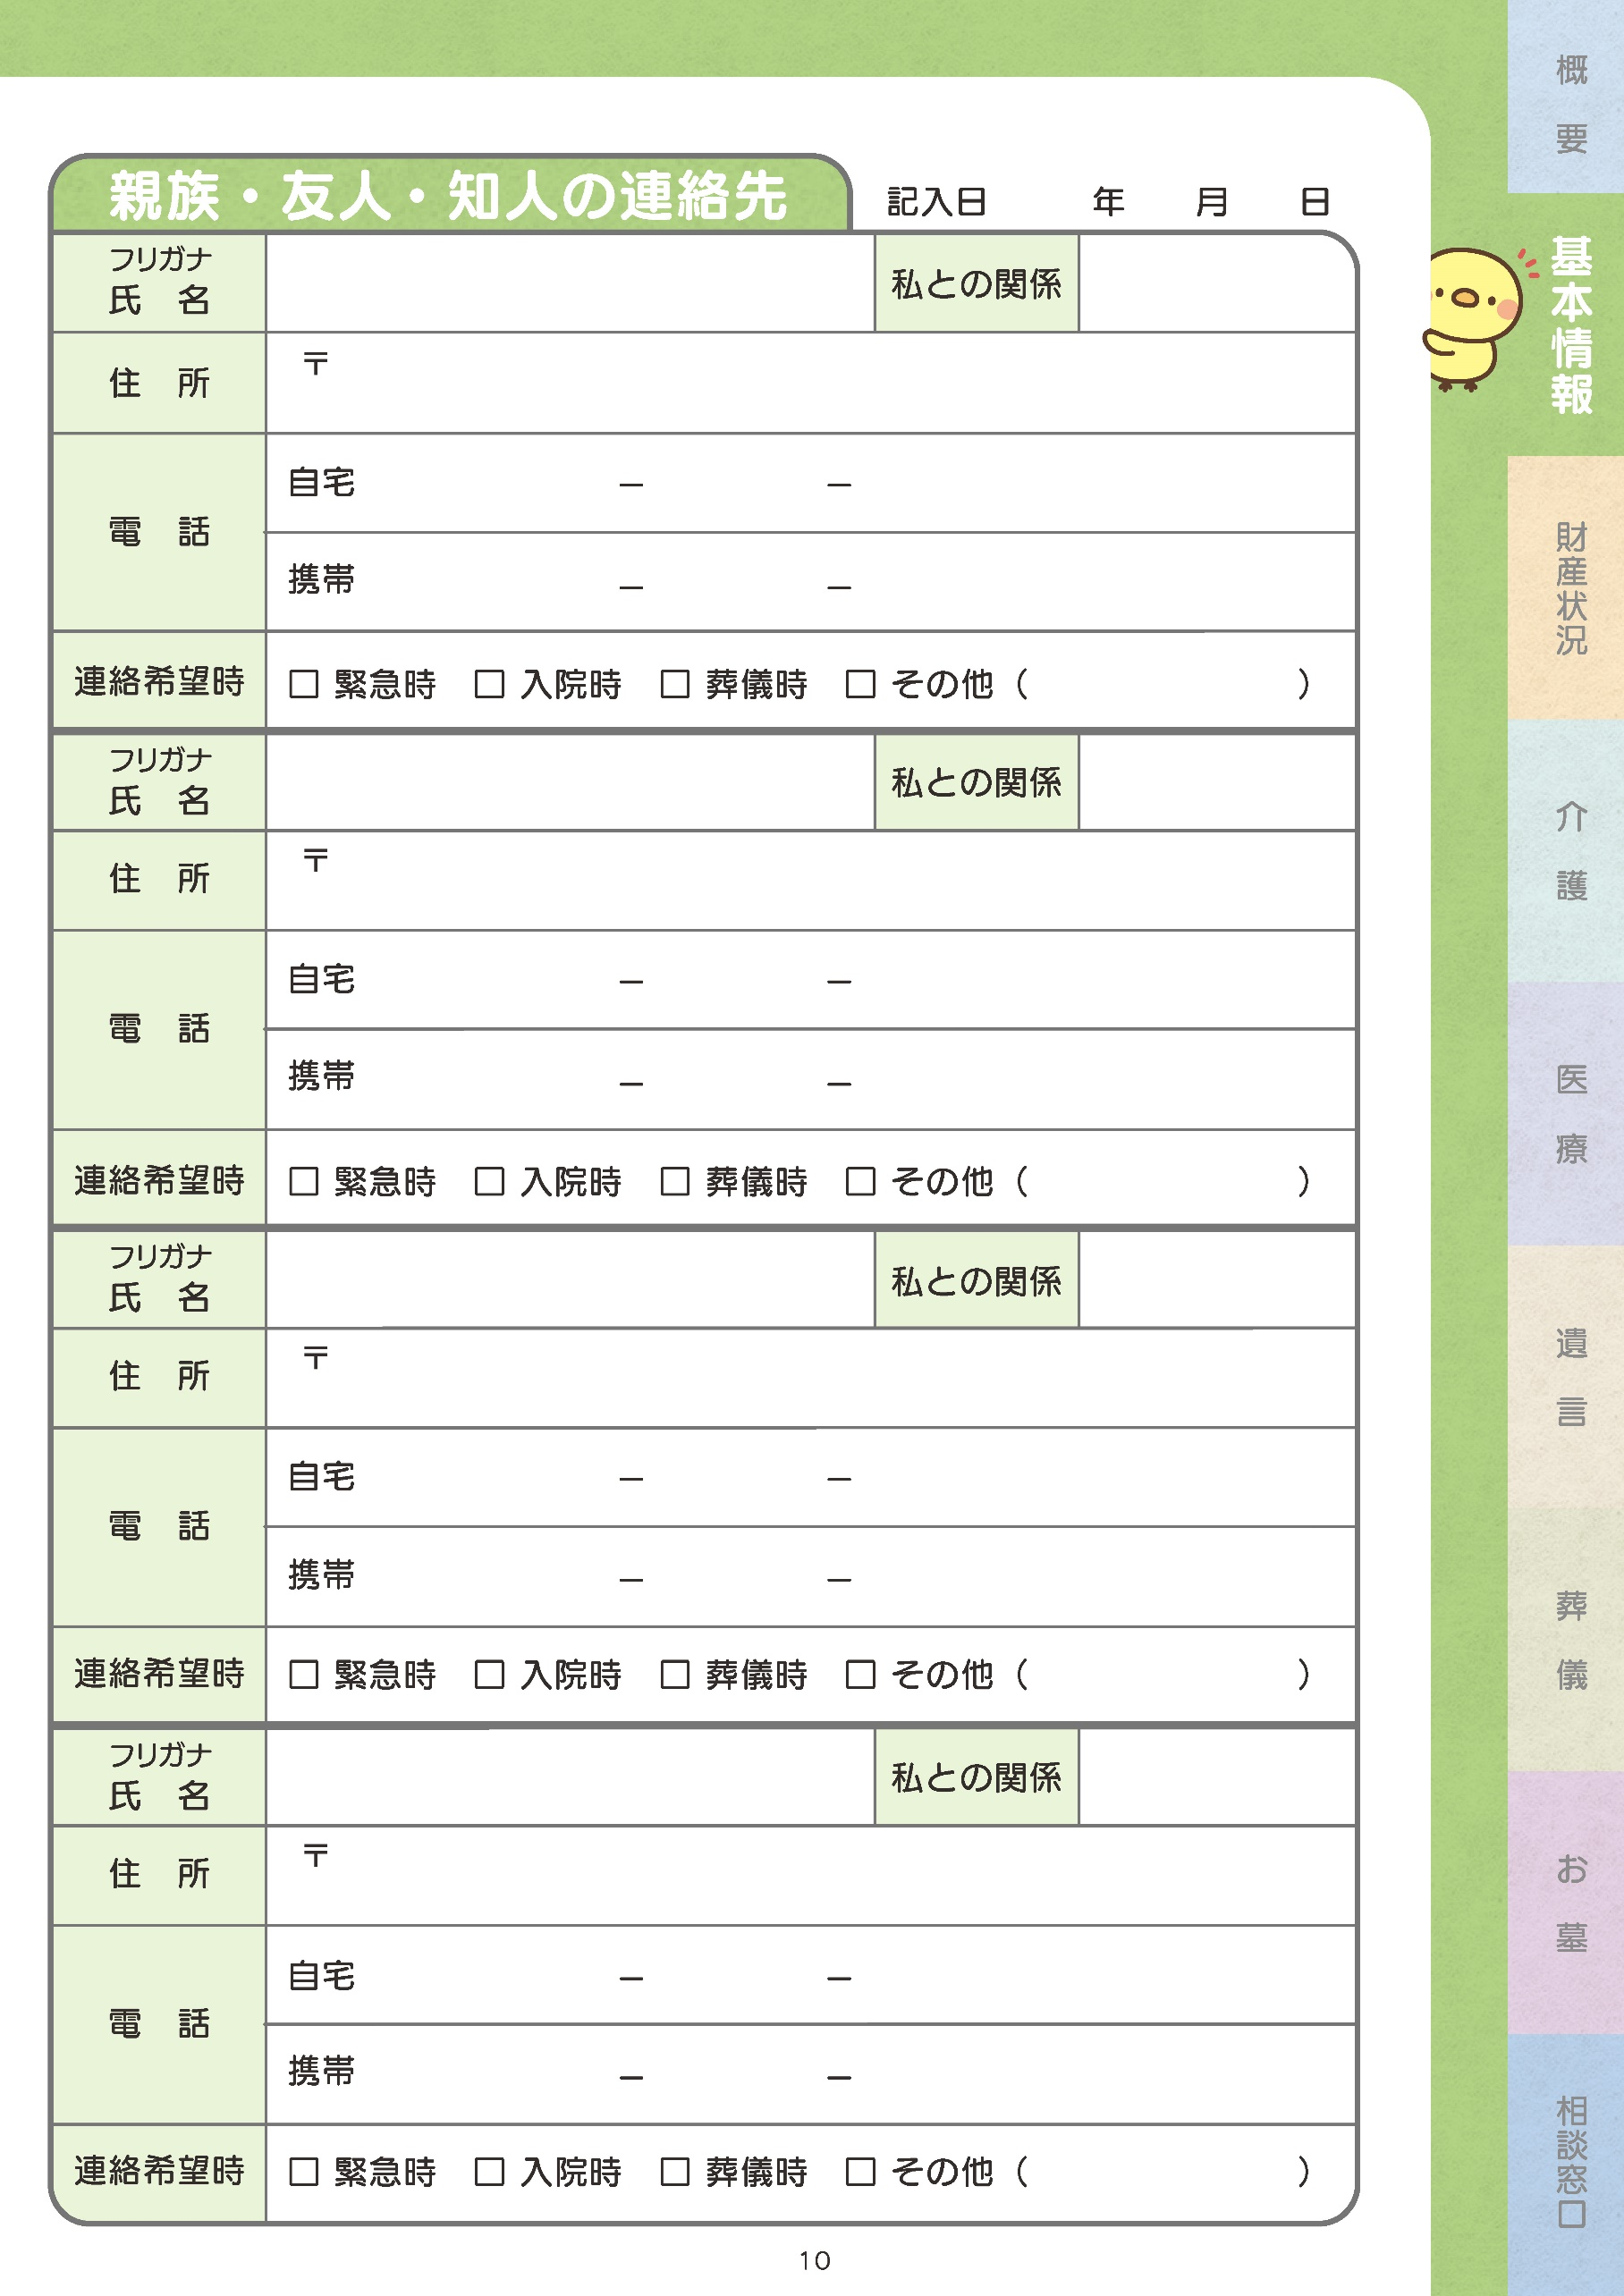 親族・友人・知人の連絡先
記入日　年　月　日
フリガナ
氏　名
私との関係
住　所
〒
電　話
自宅　－　－
携帯　－　－
連絡希望時
□ 緊急時　□ 入院時　□ 葬儀時　□ その他（　）
フリガナ
氏　名
私との関係
住　所
〒
電　話
自宅　－　－
携帯　－　－
連絡希望時
□ 緊急時　□ 入院時　□ 葬儀時　□ その他（　）
フリガナ
氏　名
私との関係
住　所
〒
電　話
自宅　－　－
携帯　－　－
連絡希望時
□ 緊急時　□ 入院時　□ 葬儀時　□ その他（　）
フリガナ
氏　名
私との関係
住　所
〒
電　話
自宅　－　－
携帯　－　－
連絡希望時
□ 緊急時　□ 入院時　□ 葬儀時　□ その他（　）
10
概　要
基本情報
財産状況
介　護
医　療
遺　言
葬　儀
お　墓
相談窓口